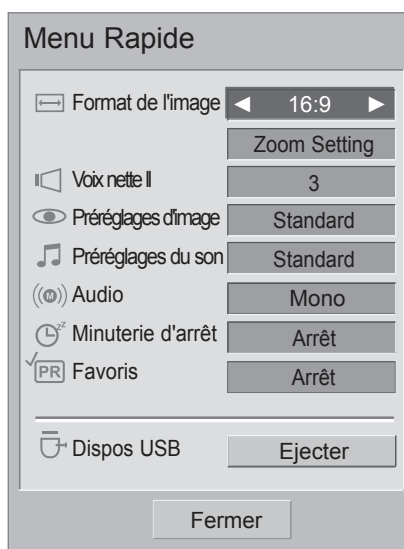 Menu Rapide
Format de l'image ◄ 16:9 ►
Zoom Setting
Voix nette II 3
Préréglages d'image Standard
Préréglages du son Standard
((M)) Audio Mono
zz Minuterie d'arrêt Arrêt
PR Favoris Arrêt
Dispos USB Ejecter
Fermer